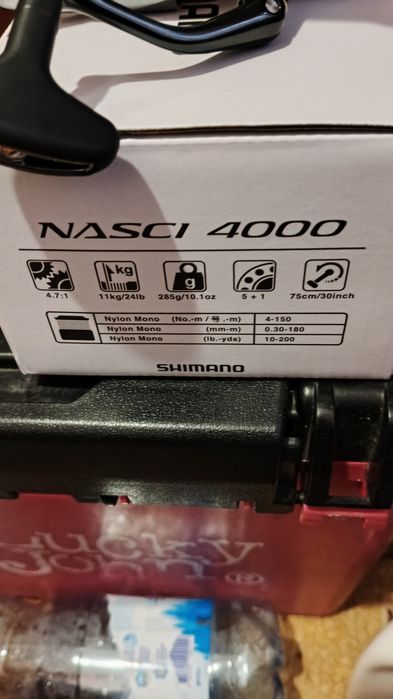 NASCI 4000
kg
g
4.7:1 11kg/24lb 285g/10.1oz 5 + 1 75cm/30inch
Nylon Mono (No.-m / 号.-m) 4-150
Nylon Mono (mm-m) 0.30-180
Nylon Mono (lb.-yds) 10-200
SHIMANO
Lucky
John ®